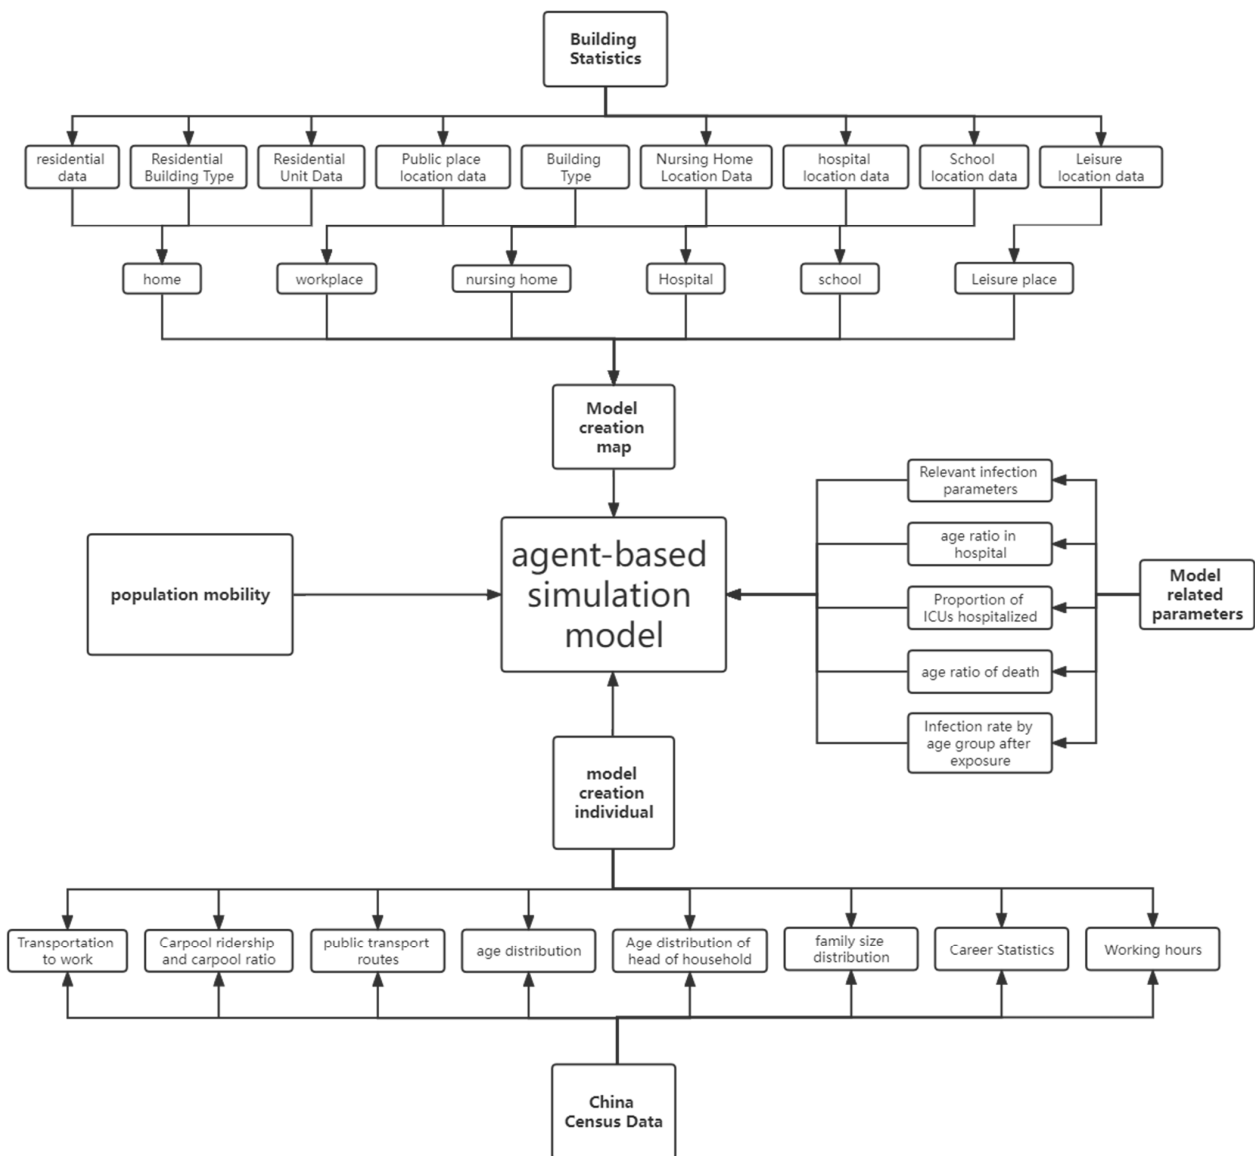 Building
Statistics
residential
data
Residential
Building Type
Residential
Unit Data
Public place
location data
Building
Type
Nursing Home
Location Data
hospital
location data
School
location data
Leisure
location data
home
workplace
nursing home
Hospital
school
Leisure place
Model
creation
map
Relevant infection
parameters
age ratio in
hospital
Proportion of
ICUs hospitalized
age ratio of death
Infection rate by
age group after
exposure
Model
related
parameters
population mobility
agent-based
simulation
model
model
creation
individual
Transportation
to work
Carpool ridership
and carpool ratio
public transport
routes
age distribution
Age distribution of
head of household
family size
distribution
Career Statistics
Working hours
China
Census Data